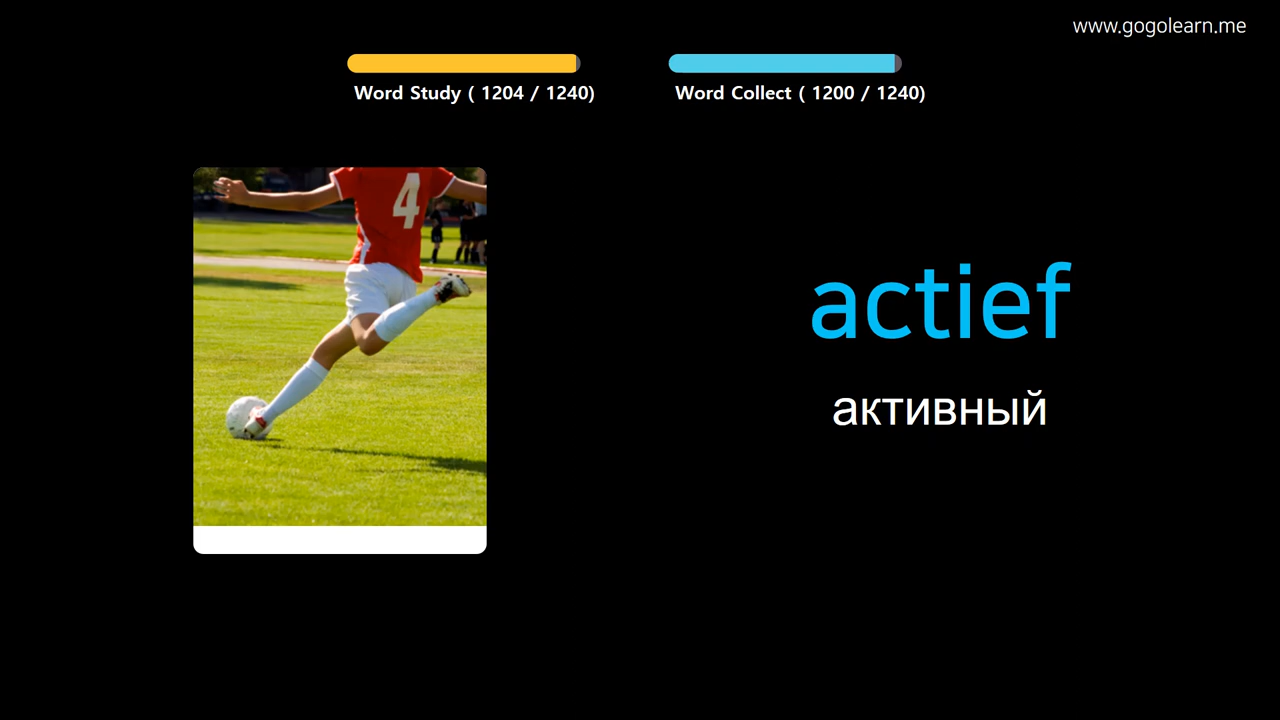 www.gogolearn.me
Word Study ( 1204 / 1240)
Word Collect ( 1200 / 1240)
4
actief
активный